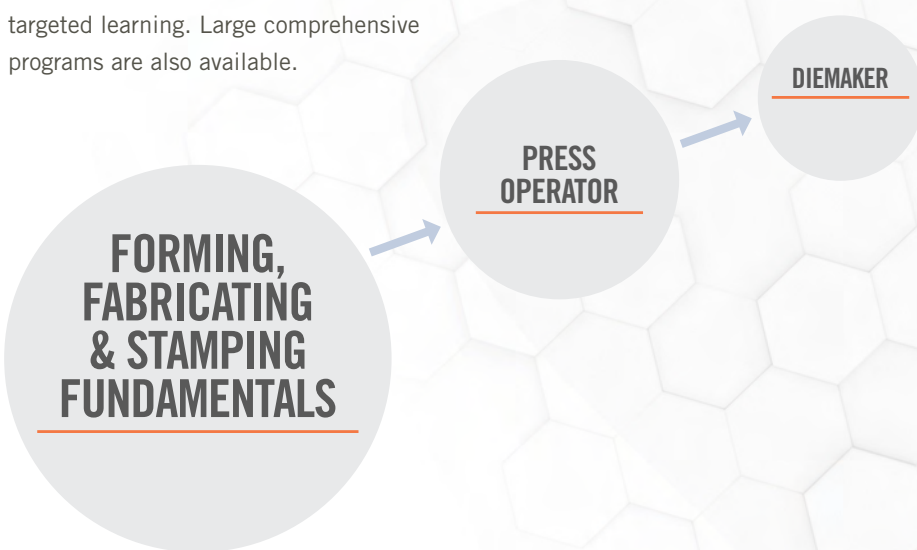 targeted learning. Large comprehensive
programs are also available.
DIEMAKER
PRESS
OPERATOR
FORMING,
FABRICATING
& STAMPING
FUNDAMENTALS